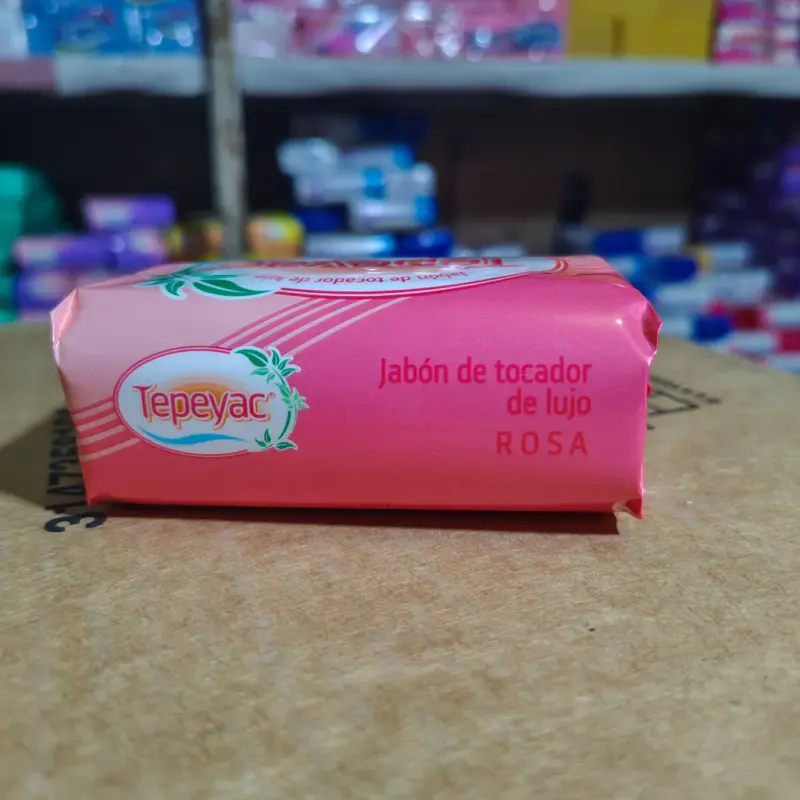 Jabón de tocador de lujo
Tepeyac
Jabón de tocador
de lujo
ROSA